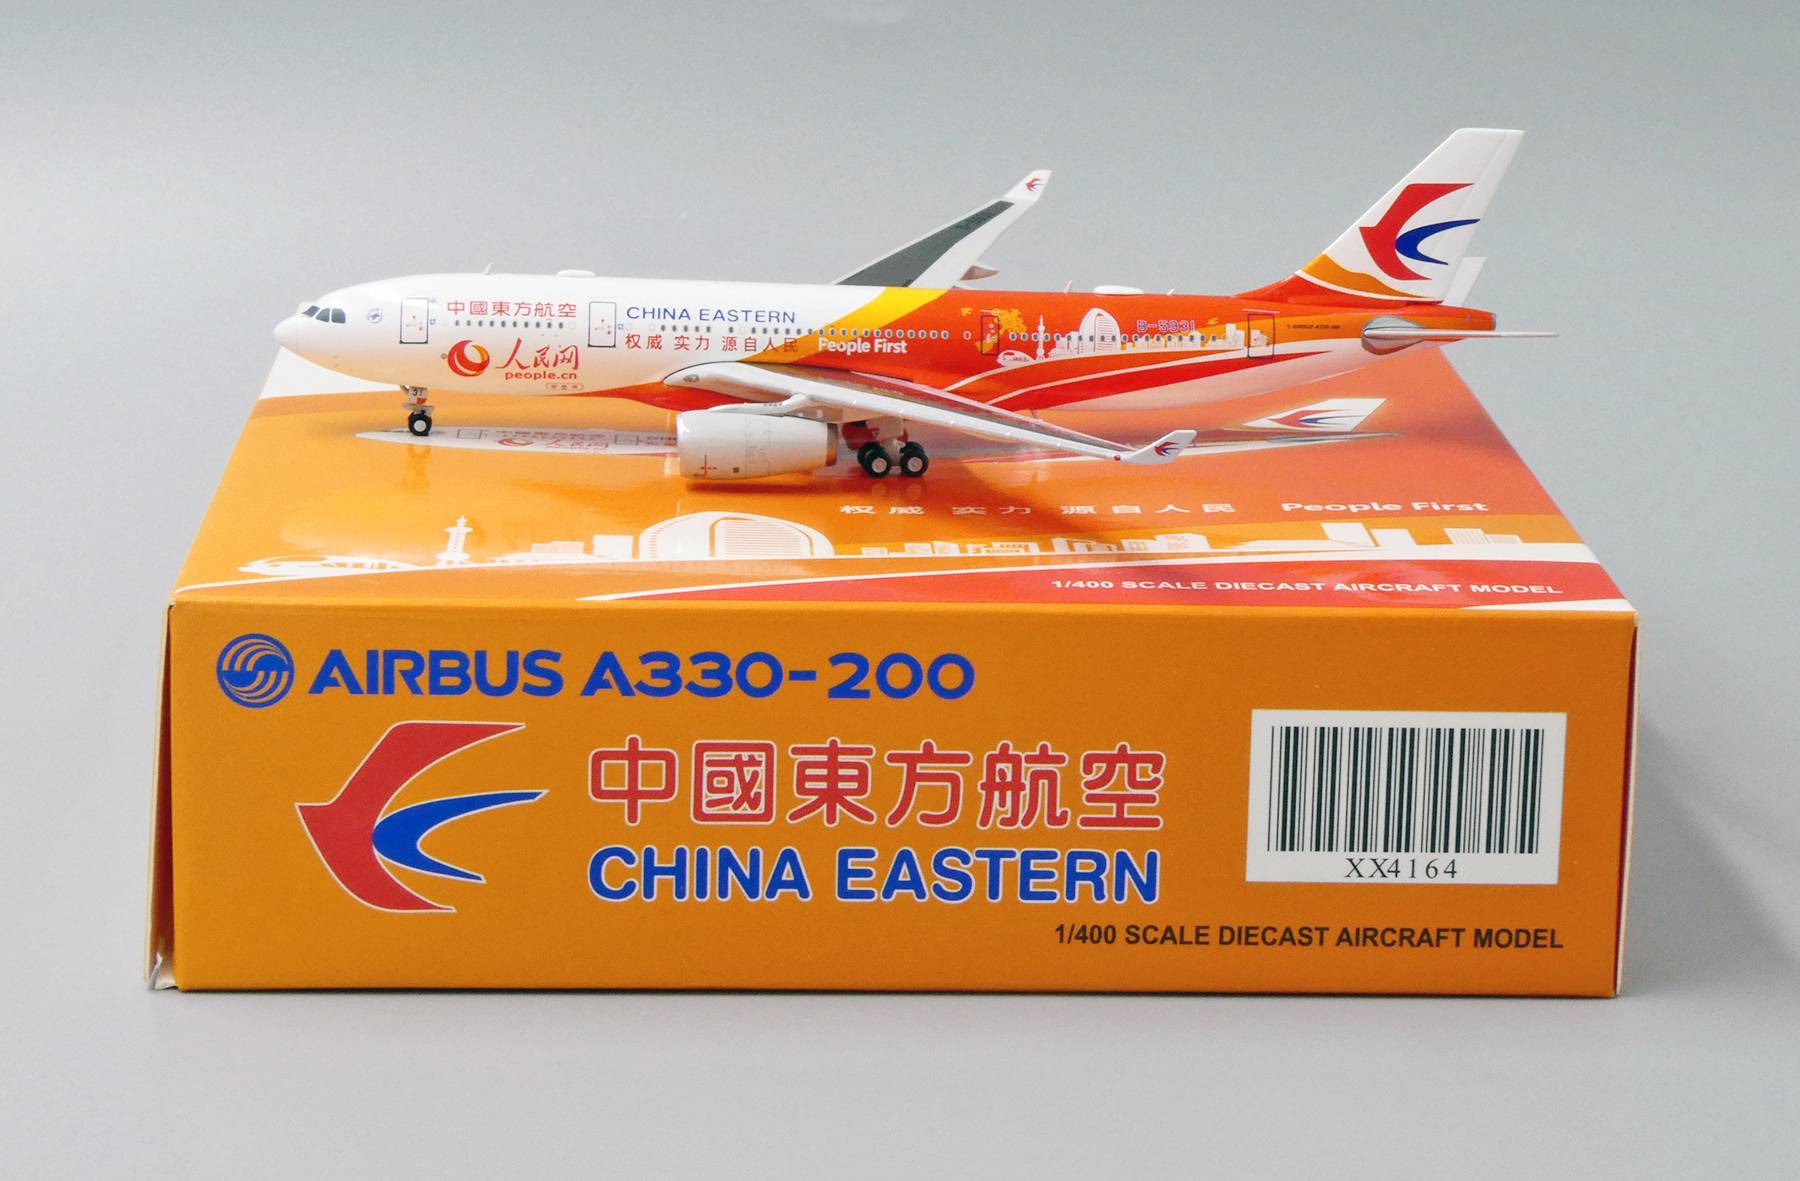 中國東方航空
CHINA EASTERN
权威 实力 源自人民
People First
人民网
people.cn
B-5931
权威 实力 源自人民 People First
1/400 SCALE DIECAST AIRCRAFT MODEL
AIRBUS A330-200
中國東方航空
CHINA EASTERN
XX4164
1/400 SCALE DIECAST AIRCRAFT MODEL